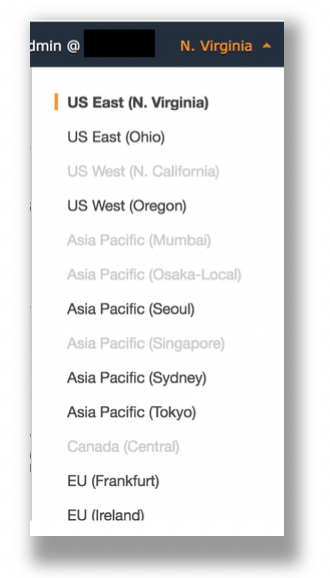 dmin @ N. Virginia
US East (N. Virginia)
US East (Ohio)
US West (N. California)
US West (Oregon)
Asia Pacific (Mumbai)
Asia Pacific (Osaka-Local)
Asia Pacific (Seoul)
Asia Pacific (Singapore)
Asia Pacific (Sydney)
Asia Pacific (Tokyo)
Canada (Central)
EU (Frankfurt)
EU (Ireland)